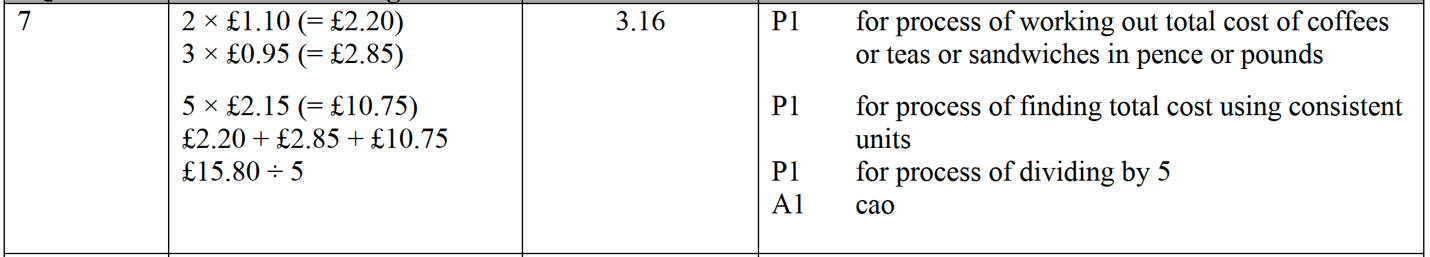 7
2 × £1.10 (= £2.20)
3 × £0.95 (= £2.85)
5 × £2.15 (= £10.75)
£2.20 + £2.85 + £10.75
£15.80 ÷ 5
3.16
P1 for process of working out total cost of coffees
or teas or sandwiches in pence or pounds
P1 for process of finding total cost using consistent
units
P1 for process of dividing by 5
A1 cao